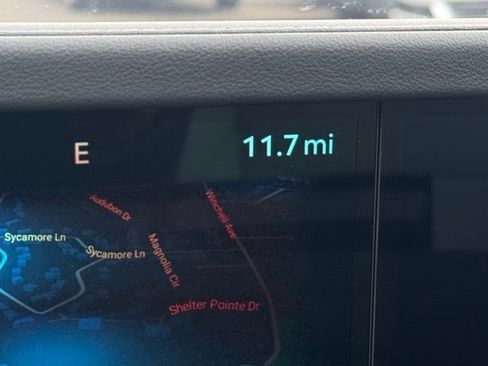 E
11.7 mi
Audubon Dr
Winchell Ave
Sycamore Ln
Sycamore Ln
Magnolia Cir
Shelter Pointe Dr